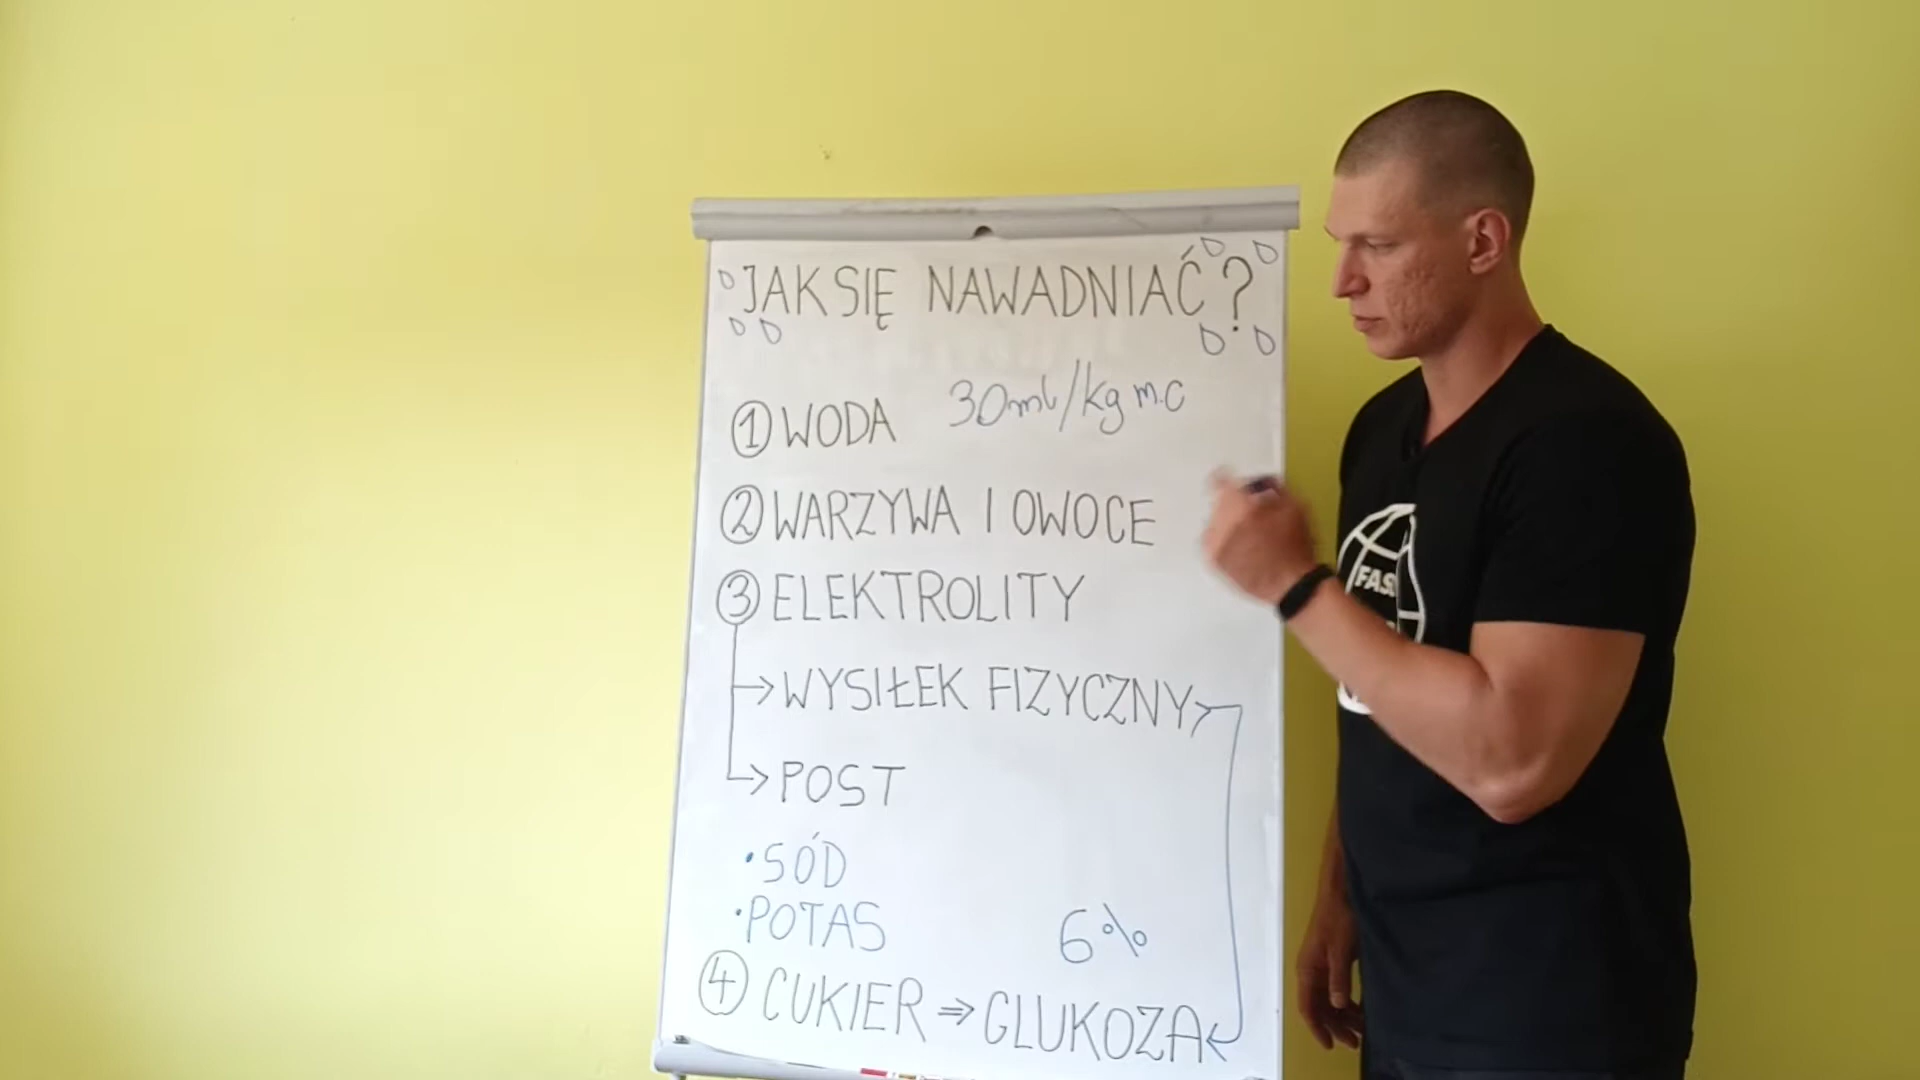 JAK SIĘ NAWADNIAĆ?
① WODA 30ml/kg m.c
② WARZYWA I OWOCE
③ ELEKTROLITY
→ WYSIŁEK FIZYCZNY
→ POST
• SÓD
• POTAS
6%
④ CUKIER ⇒ GLUKOZA